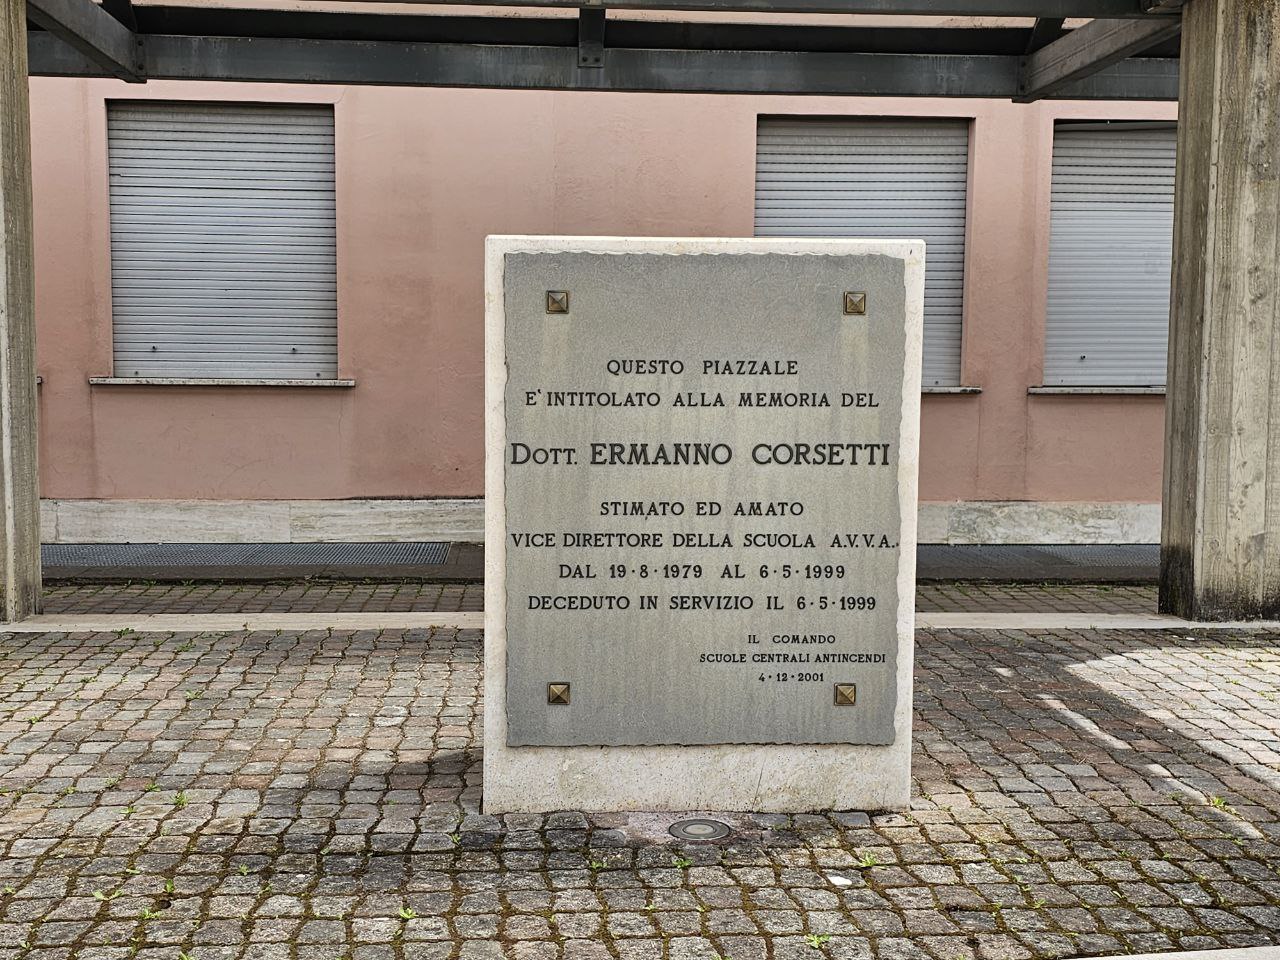 QUESTO PIAZZALE
E' INTITOLATO ALLA MEMORIA DEL
DOTT. ERMANNO CORSETTI
STIMATO ED AMATO
VICE DIRETTORE DELLA SCUOLA A.V.V.A.
DAL 19·8·1979 AL 6·5·1999
DECEDUTO IN SERVIZIO IL 6·5·1999
IL COMANDO
SCUOLE CENTRALI ANTINCENDI
4·12·2001